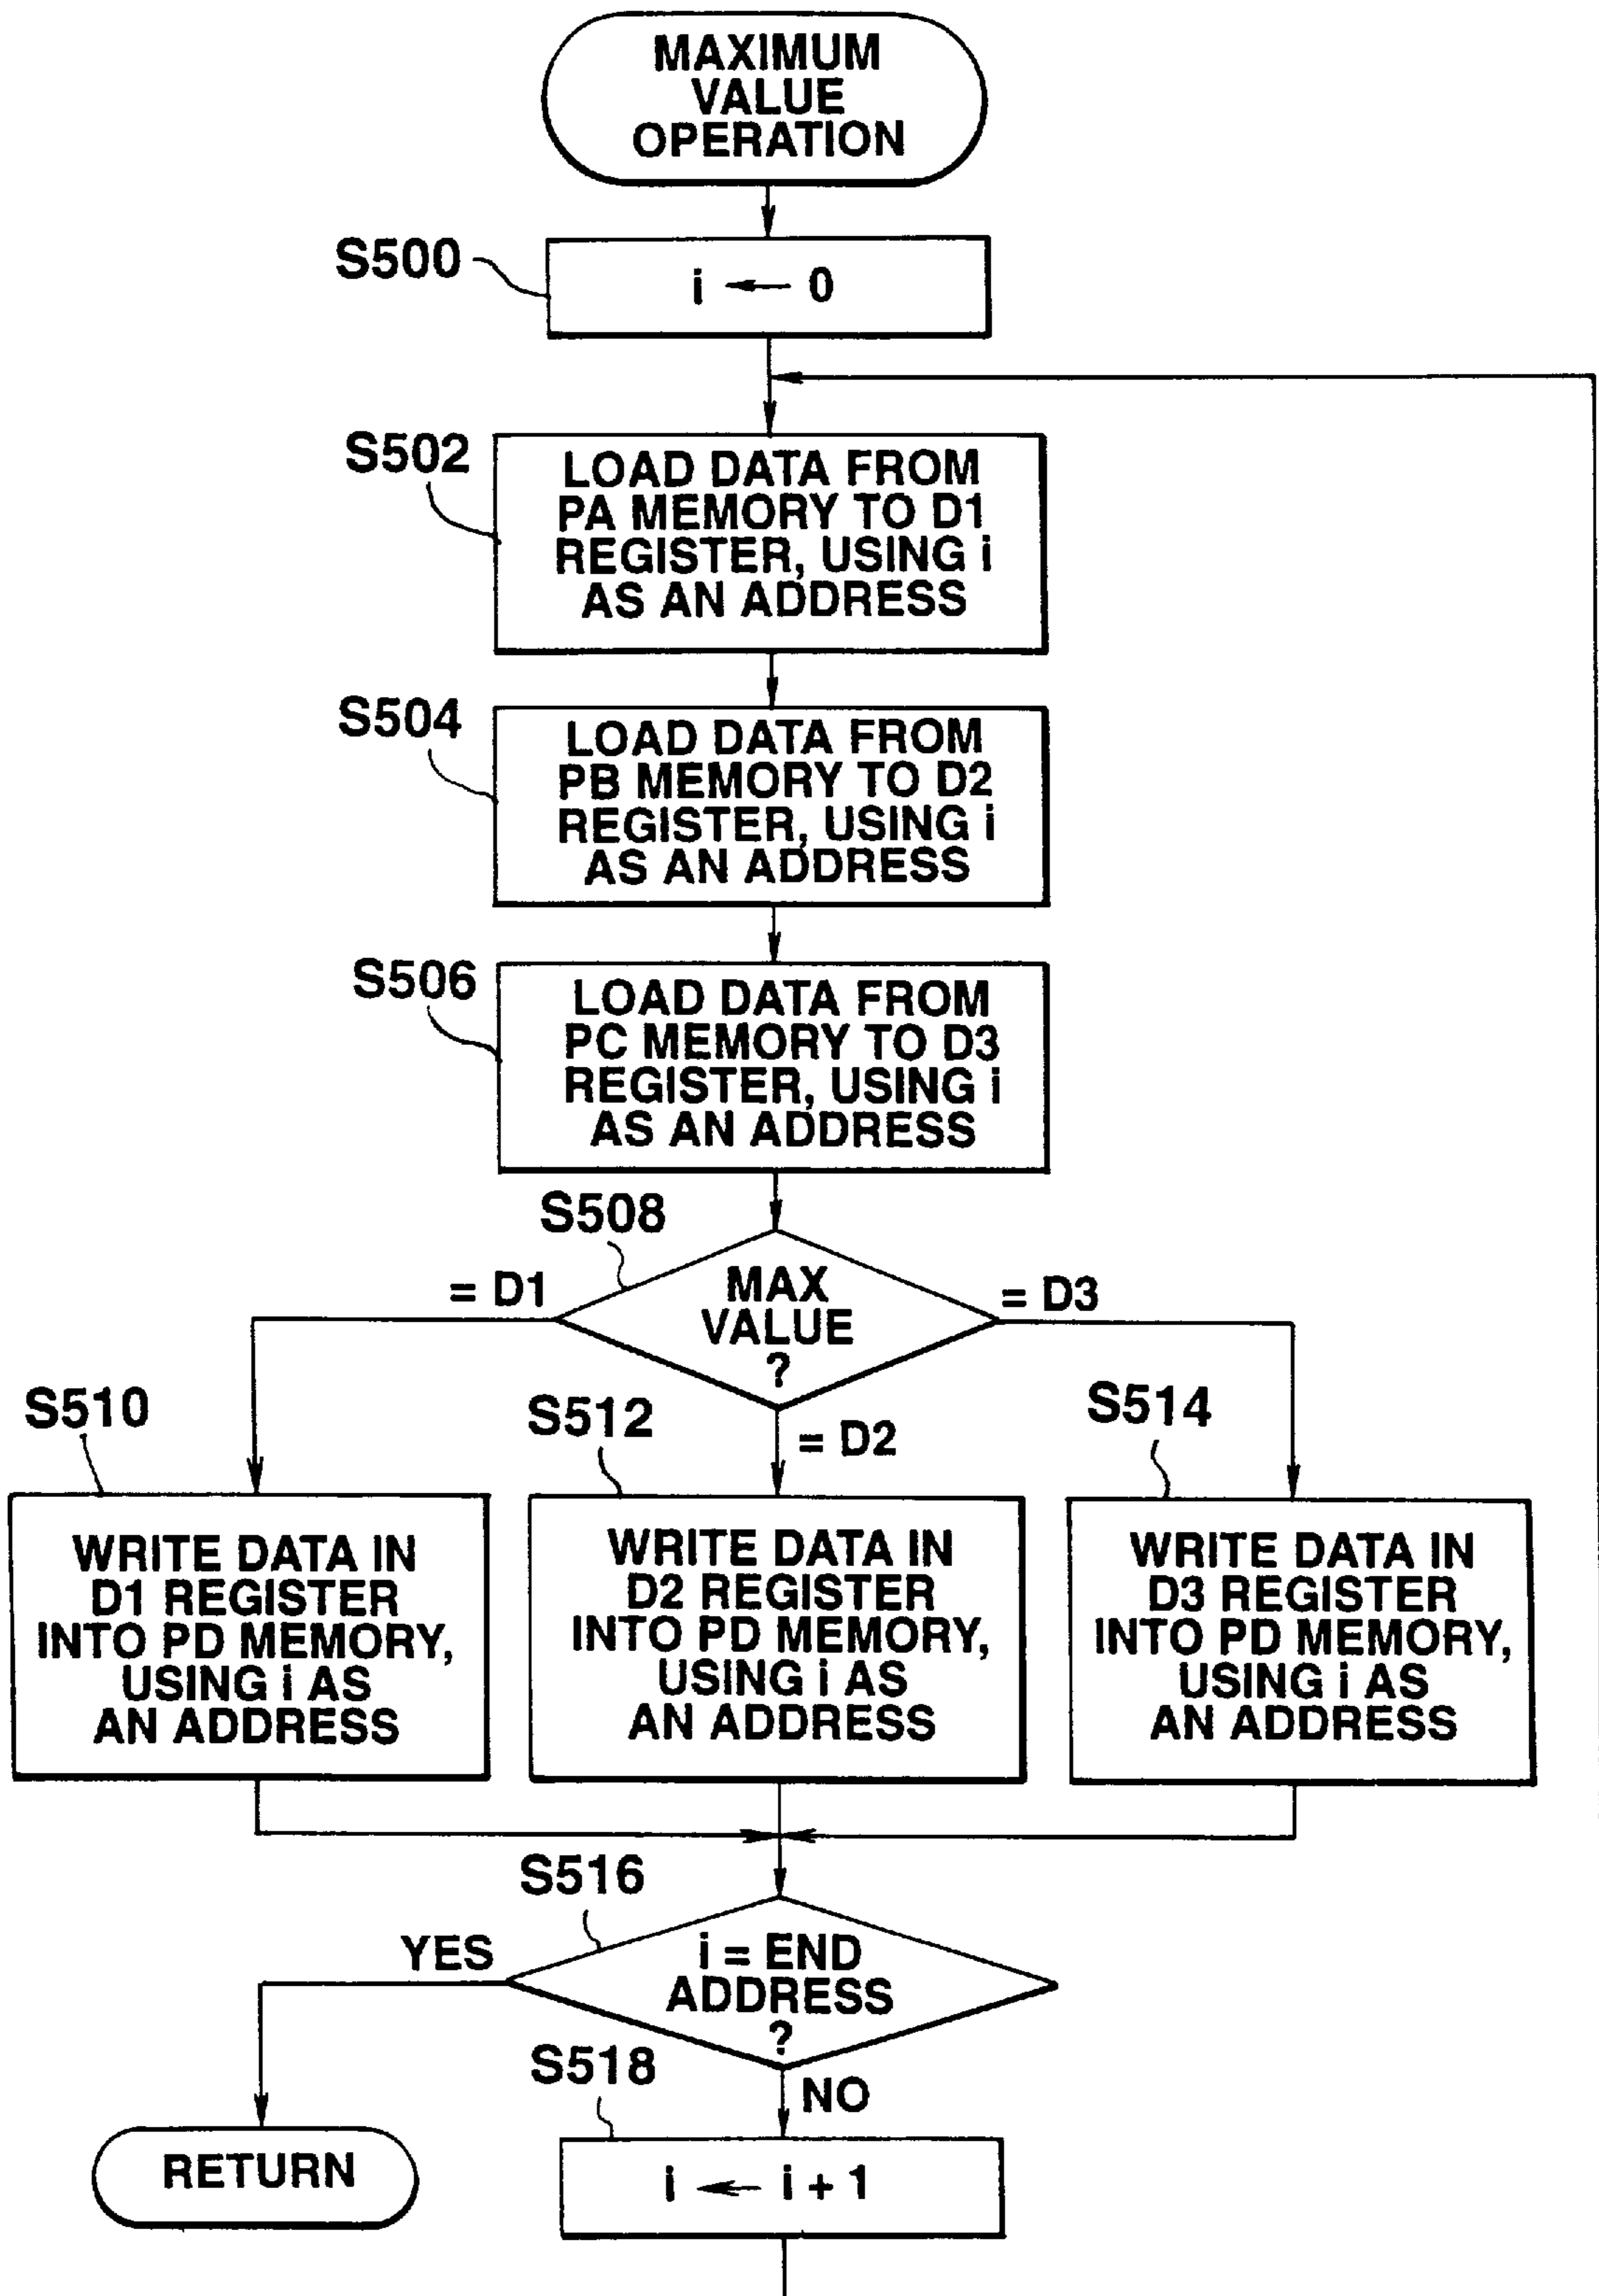 MAXIMUM
VALUE
OPERATION
S500
i ← 0
S502
LOAD DATA FROM
PA MEMORY TO D1
REGISTER, USING i
AS AN ADDRESS
S504
LOAD DATA FROM
PB MEMORY TO D2
REGISTER, USING i
AS AN ADDRESS
S506
LOAD DATA FROM
PC MEMORY TO D3
REGISTER, USING i
AS AN ADDRESS
S508
MAX
VALUE
?
= D1
= D3
= D2
S510
WRITE DATA IN
D1 REGISTER
INTO PD MEMORY,
USING i AS
AN ADDRESS
S512
WRITE DATA IN
D2 REGISTER
INTO PD MEMORY,
USING i AS
AN ADDRESS
S514
WRITE DATA IN
D3 REGISTER
INTO PD MEMORY,
USING i AS
AN ADDRESS
S516
i = END
ADDRESS
?
YES
NO
RETURN
S518
i ← i + 1